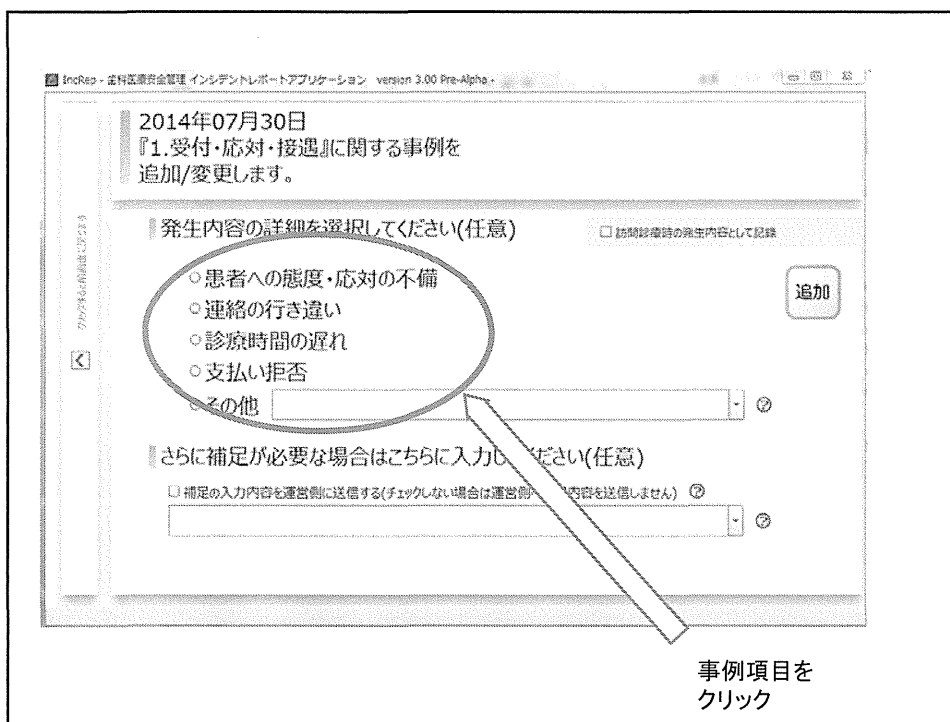 IncRep - 歯科医療安全管理 インシデントレポートアプリケーション version 3.00 Pre-Alpha -
2014年07月30日
『1.受付・応対・接遇』に関する事例を
追加/変更します。
発生内容の詳細を選択してください(任意)
訪問診療時の発生内容として記録
患者への態度・応対の不備
追加
連絡の行き違い
診療時間の遅れ
支払い拒否
その他
さらに補足が必要な場合はこちらに入力してください(任意)
補足の入力内容を運営側に送信する(チェックしない場合は運営側 内容を送信しません)
事例項目を
クリック